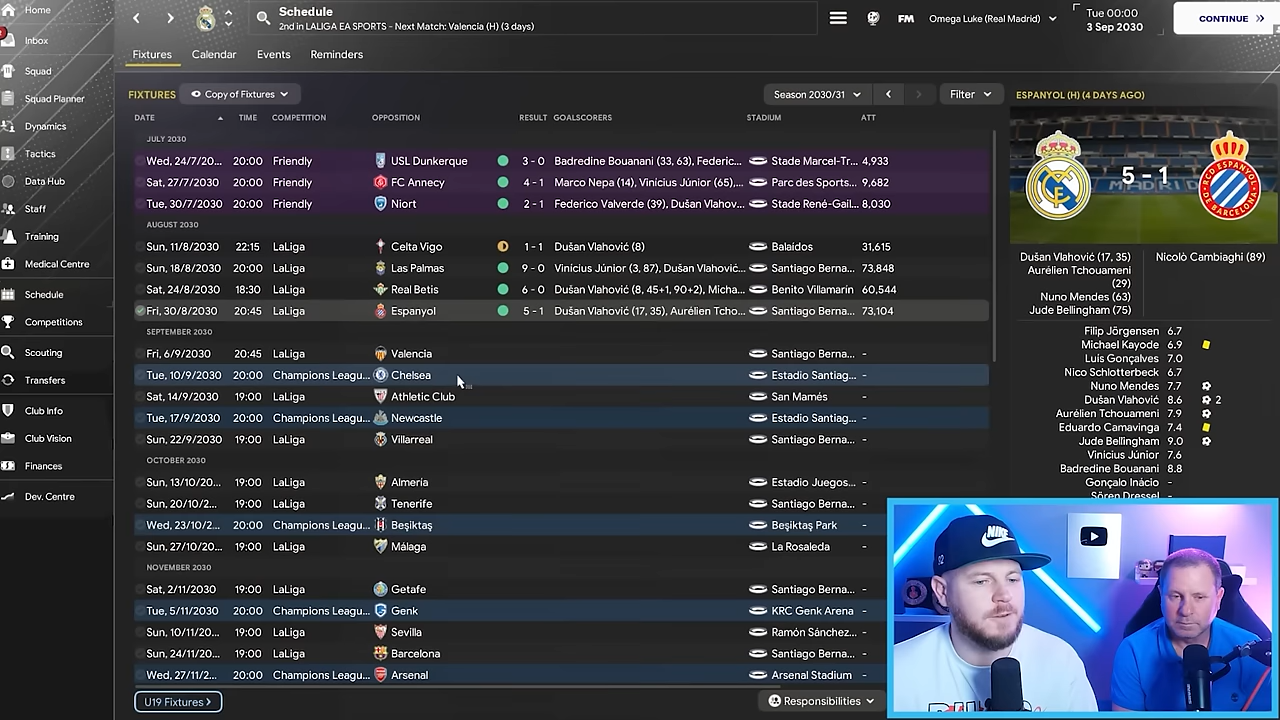 Home
Inbox
Squad
Squad Planner
Dynamics
Tactics
Data Hub
Staff
Training
Medical Centre
Schedule
Competitions
Scouting
Transfers
Club Info
Club Vision
Finances
Dev. Centre
Schedule
2nd in LALIGA EA SPORTS - Next Match: Valencia (H) (3 days)
FM
Omega Luke (Real Madrid)
Tue 00:00
3 Sep 2030
CONTINUE
Fixtures Calendar Events Reminders
FIXTURES Copy of Fixtures Season 2030/31 Filter
DATE TIME COMPETITION OPPOSITION RESULT GOALSCORERS STADIUM ATT
JULY 2030
Wed, 24/7/20... 20:00 Friendly USL Dunkerque 3 - 0 Badredine Bouanani (33, 63), Federic... Stade Marcel-Tr... 4,933
Sat, 27/7/2030 20:00 Friendly FC Annecy 4 - 1 Marco Nepa (14), Vinícius Júnior (65),... Parc des Sports... 9,682
Tue, 30/7/2030 20:00 Friendly Niort 2 - 1 Federico Valverde (39), Dušan Vlahov... Stade René-Gail... 8,030
AUGUST 2030
Sun, 11/8/2030 22:15 LaLiga Celta Vigo 1 - 1 Dušan Vlahović (8) Balaídos 31,615
Sun, 18/8/2030 20:00 LaLiga Las Palmas 9 - 0 Vinícius Júnior (3, 87), Dušan Vlahović... Santiago Berna... 73,848
Sat, 24/8/2030 18:30 LaLiga Real Betis 6 - 0 Dušan Vlahović (8, 45+1, 90+2), Micha... Benito Villamarín 60,544
Fri, 30/8/2030 20:45 LaLiga Espanyol 5 - 1 Dušan Vlahović (17, 35), Aurélien Tcho... Santiago Berna... 73,104
SEPTEMBER 2030
Fri, 6/9/2030 20:45 LaLiga Valencia Santiago Berna... -
Tue, 10/9/2030 20:00 Champions Leagu... Chelsea Estadio Santiag... -
Sat, 14/9/2030 19:00 LaLiga Athletic Club San Mamés -
Tue, 17/9/2030 20:00 Champions Leagu... Newcastle Estadio Santiag... -
Sun, 22/9/2030 19:00 LaLiga Villarreal Santiago Berna... -
OCTOBER 2030
Sun, 13/10/20... 19:00 LaLiga Almeria Estadio Juegos... -
Sun, 20/10/2... 19:00 LaLiga Tenerife Santiago Berna...
Wed, 23/10/2... 20:00 Champions Leagu... Beşiktaş Beşiktaş Park -
Sun, 27/10/20... 19:00 LaLiga Málaga La Rosaleda -
NOVEMBER 2030
Sat, 2/11/2030 19:00 LaLiga Getafe Santiago Berna... -
Tue, 5/11/2030 20:00 Champions Leagu... Genk KRC Genk Arena -
Sun, 10/11/20... 19:00 LaLiga Sevilla Ramón Sánchez... -
Sun, 24/11/20... 19:00 LaLiga Barcelona Santiago Berna... -
Wed, 27/11/2... 20:00 Champions Leagu... Arsenal Arsenal Stadium -
U19 Fixtures
Responsibilities
ESPANYOL (H) (4 DAYS AGO)
5 - 1
Dušan Vlahović (17, 35) Nicolò Cambiaghi (89)
Aurélien Tchouameni
(29)
Nuno Mendes (63)
Jude Bellingham (75)
Filip Jörgensen 6.7
Michael Kayode 6.9
Luís Gonçalves 7.0
Nico Schlotterbeck 6.7
Nuno Mendes 7.7
Dušan Vlahović 8.6 2
Aurélien Tchouameni 7.9
Eduardo Camavinga 7.4
Jude Bellingham 9.0
Vinícius Júnior 7.6
Badredine Bouanani 8.8
Gonçalo Inácio -
Sören Dressel -
NIKE